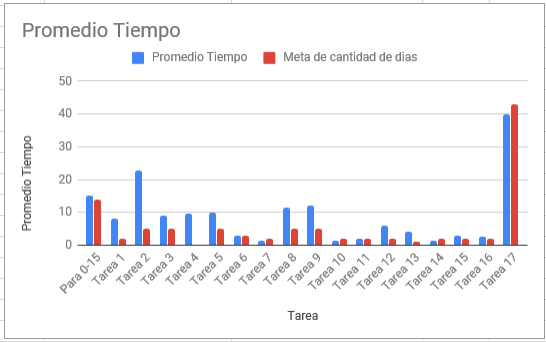 Promedio Tiempo
Promedio Tiempo
Meta de cantidad de dias
Promedio Tiempo
50
40
30
20
10
0
Para 0-15
Tarea 1
Tarea 2
Tarea 3
Tarea 4
Tarea 5
Tarea 6
Tarea 7
Tarea 8
Tarea 9
Tarea 10
Tarea 11
Tarea 12
Tarea 13
Tarea 14
Tarea 15
Tarea 16
Tarea 17
Tarea